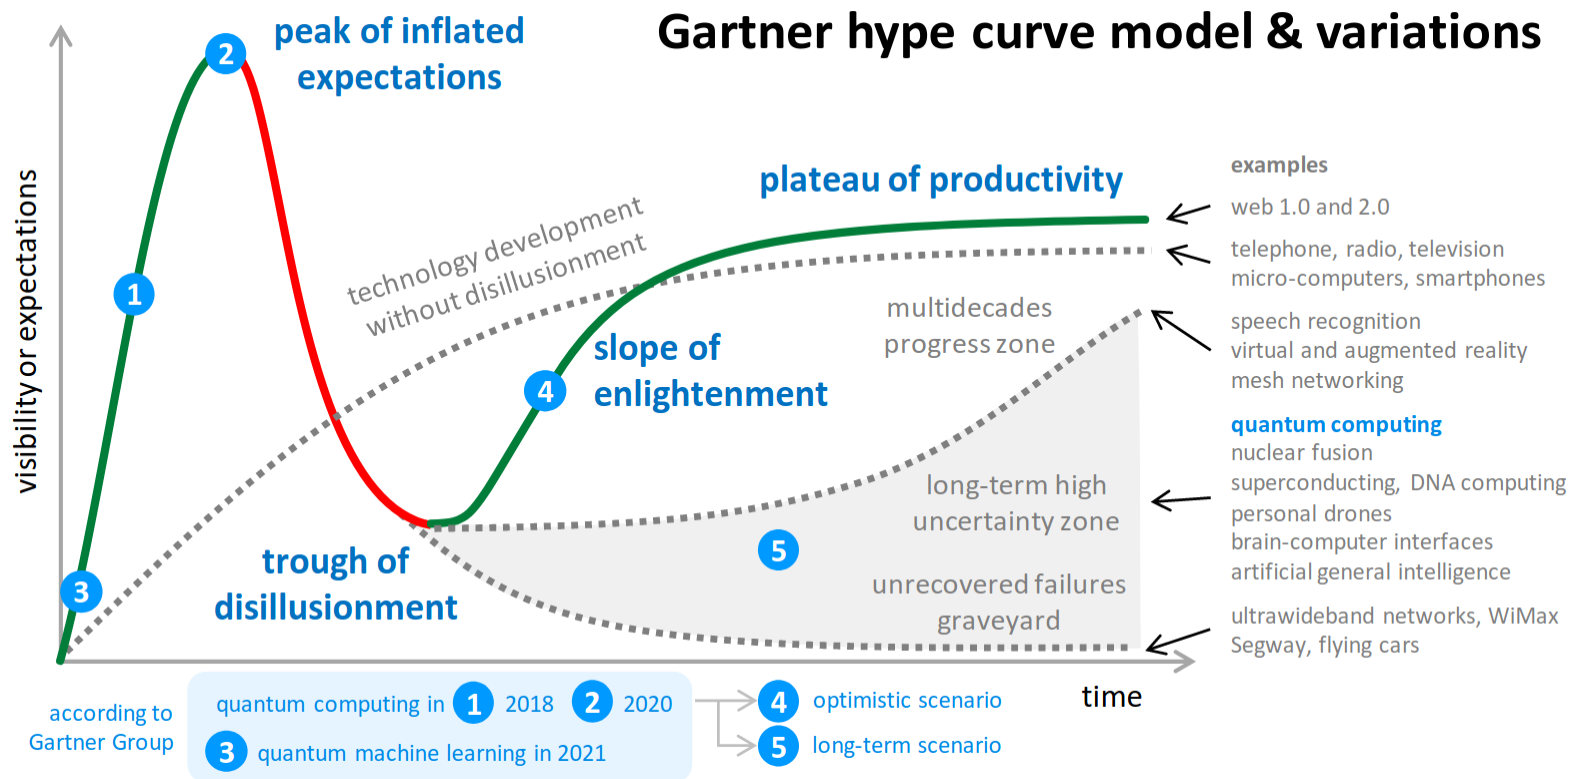 Gartner hype curve model & variations
peak of inflated
expectations
2
visibility or expectations
1
3
technology development
without disillusionment
plateau of productivity
slope of
enlightenment
4
trough of
disillusionment
multidecades
progress zone
long-term high
uncertainty zone
5
unrecovered failures
graveyard
examples
web 1.0 and 2.0
telephone, radio, television
micro-computers, smartphones
speech recognition
virtual and augmented reality
mesh networking
quantum computing
nuclear fusion
superconducting, DNA computing
personal drones
brain-computer interfaces
artificial general intelligence
ultrawideband networks, WiMax
Segway, flying cars
time
according to
Gartner Group
quantum computing in 1 2018 2 2020
3 quantum machine learning in 2021
4 optimistic scenario
5 long-term scenario